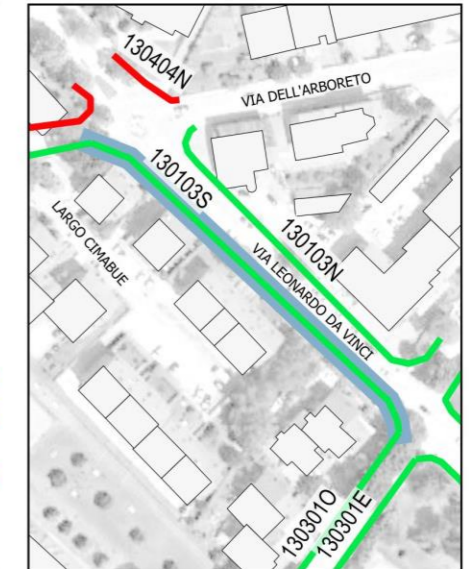 130404N
VIA DELL'ARBORETO
130103S
LARGO CIMABUE
130103N
VIA LEONARDO DA VINCI
130301O
130301E